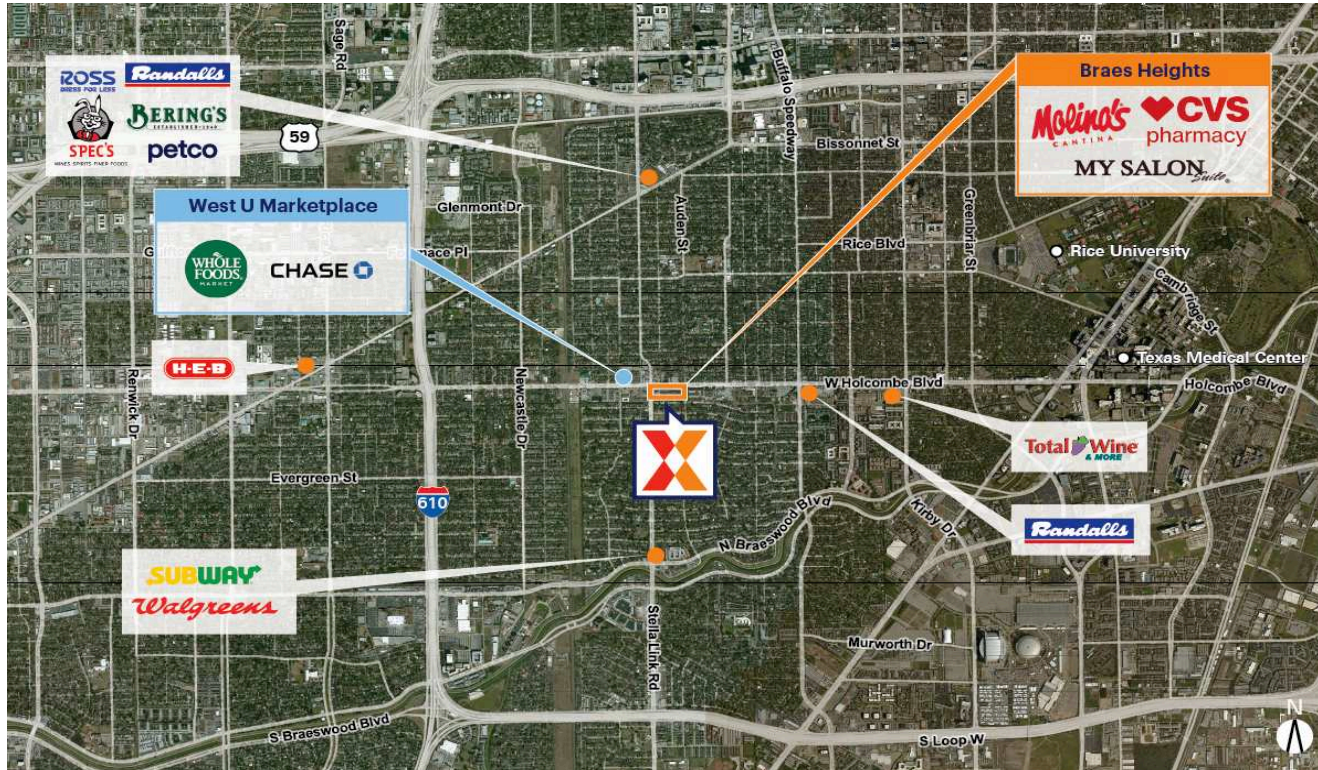 Sage Rd
Buffalo Speedway
ROSS
DRESS FOR LESS
Randalls
SPEC'S
WINES SPIRITS FINER FOODS
BERING'S
ESTABLISHED 1940
petco
59
Braes Heights
Molina's
CANTINA
CVS
pharmacy
MY SALON
Suite
Bissonnet St
West U Marketplace
WHOLE
FOODS
MARKET
CHASE
Glenmont Dr
Auden St
Greenbriar St
Rice Blvd
Rice University
Cambridge St
Texas Medical Center
H-E-B
Renwick Dr
Newcastle Dr
W Holcombe Blvd
Holcombe Blvd
Total Wine
& MORE
Evergreen St
610
Kirby Dr
N Braeswood Blvd
Randalls
SUBWAY
Walgreens
Stella Link Rd
Murworth Dr
S Braeswood Blvd
S Loop W
N